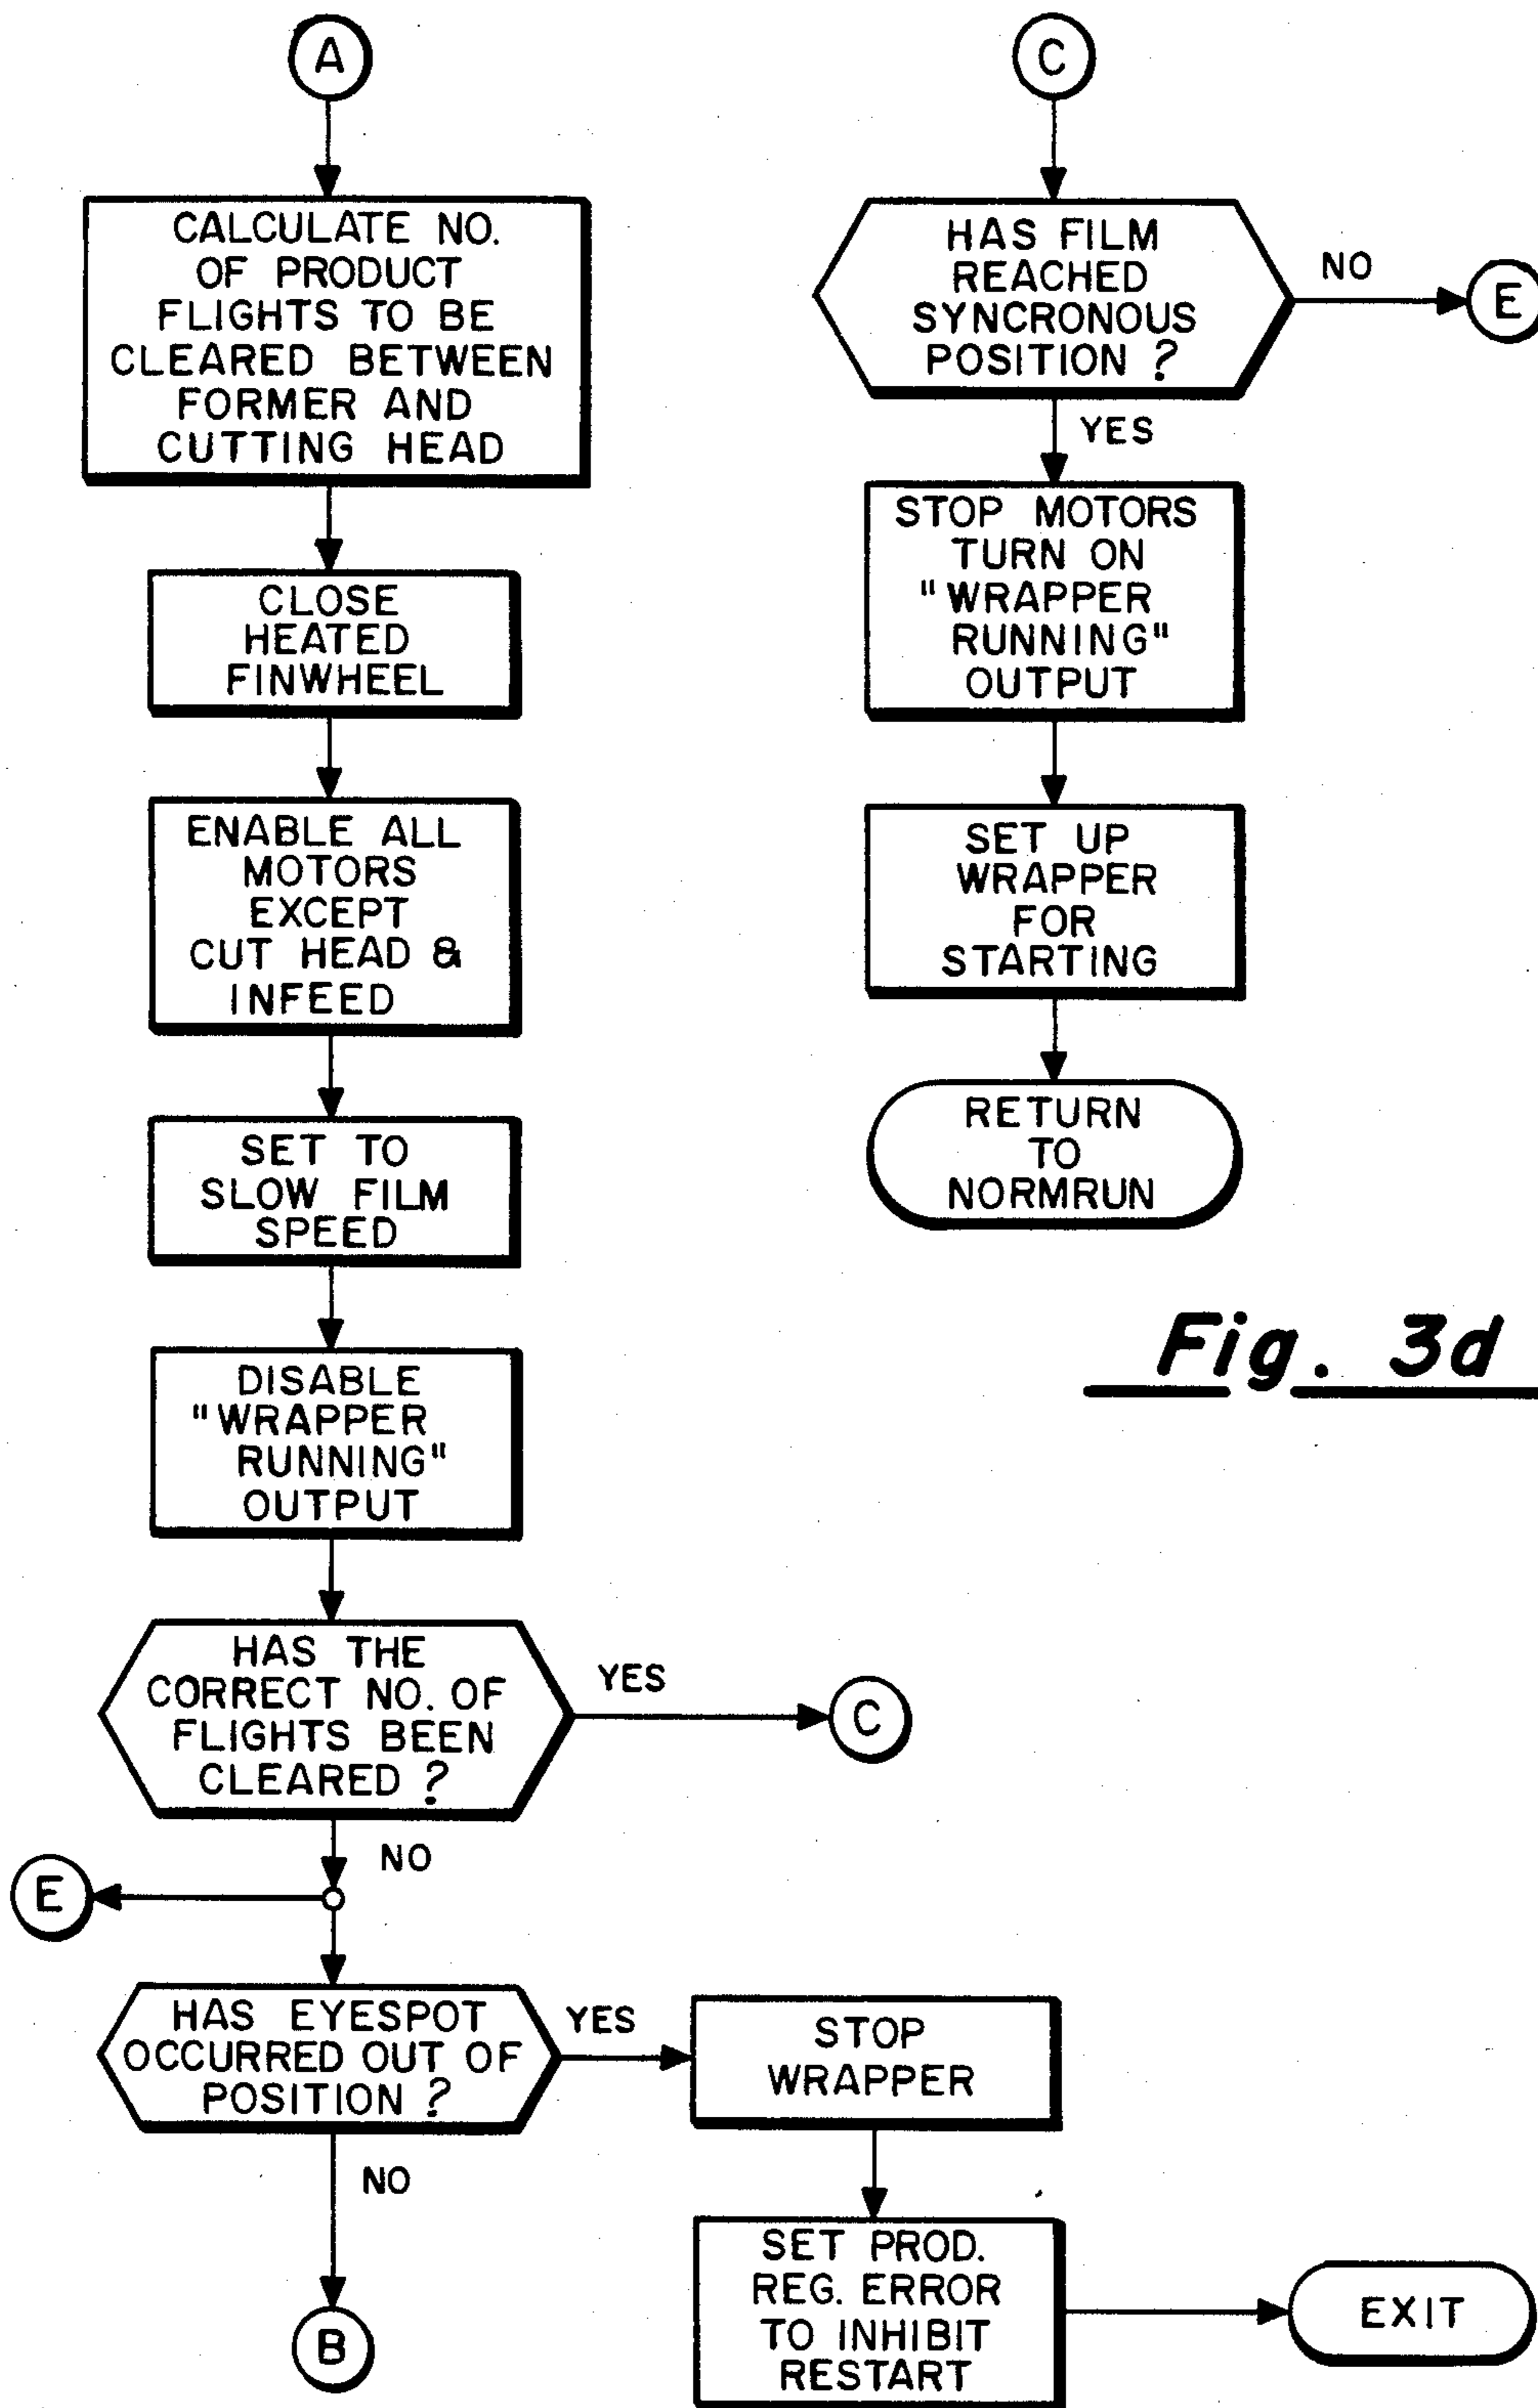 A
CALCULATE NO.
OF PRODUCT
FLIGHTS TO BE
CLEARED BETWEEN
FORMER AND
CUTTING HEAD
CLOSE
HEATED
FINWHEEL
ENABLE ALL
MOTORS
EXCEPT
CUT HEAD &
INFEED
SET TO
SLOW FILM
SPEED
DISABLE
"WRAPPER
RUNNING"
OUTPUT
HAS THE
CORRECT NO. OF
FLIGHTS BEEN
CLEARED ?
YES
C
NO
E
HAS EYESPOT
OCCURRED OUT OF
POSITION ?
YES
STOP
WRAPPER
SET PROD.
REG. ERROR
TO INHIBIT
RESTART
EXIT
NO
B
C
HAS FILM
REACHED
SYNCRONOUS
POSITION ?
NO
E
YES
STOP MOTORS
TURN ON
"WRAPPER
RUNNING"
OUTPUT
SET UP
WRAPPER
FOR
STARTING
RETURN
TO
NORMRUN
Fig. 3d